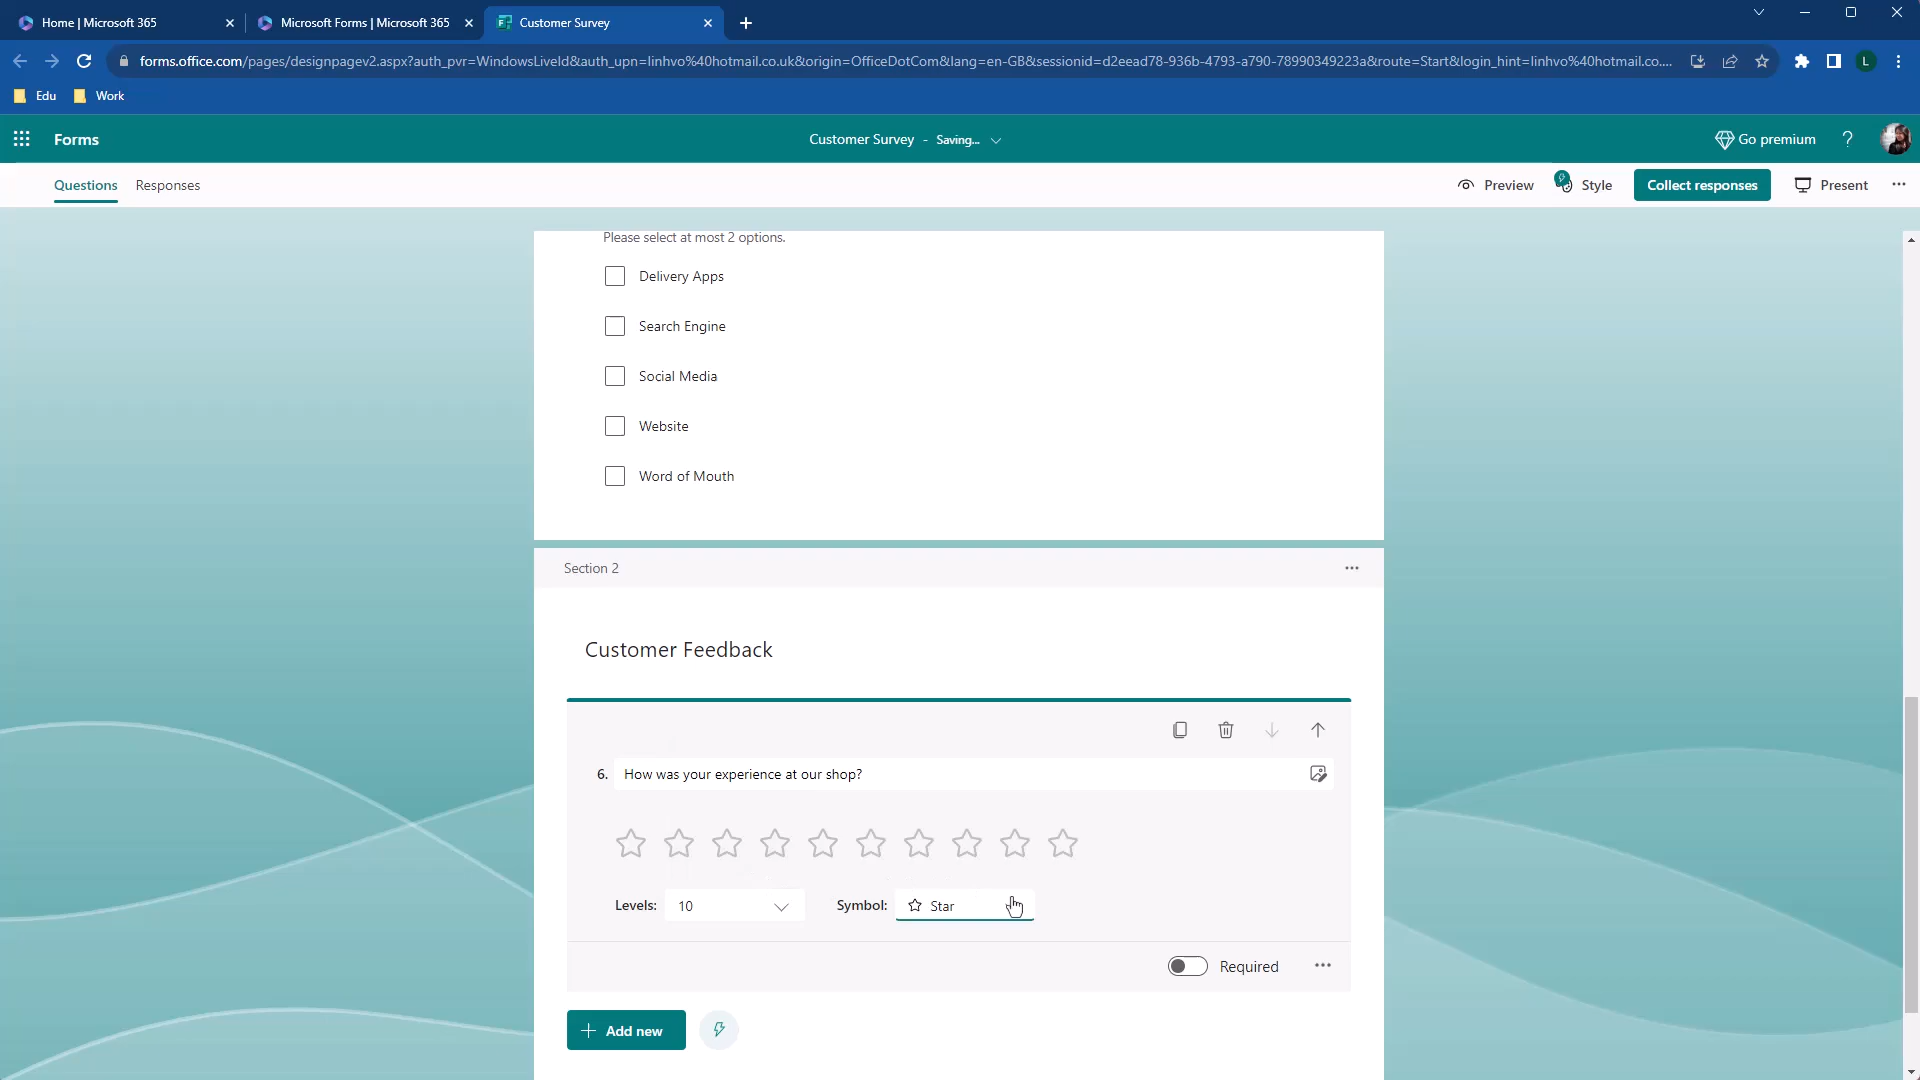 Home | Microsoft 365
Microsoft Forms | Microsoft 365
Customer Survey
forms.office.com/pages/designpagev2.aspx?auth_pvr=WindowsLiveId&auth_upn=linhvo%40hotmail.co.uk&origin=OfficeDotCom&lang=en-GB&sessionid=d2eead78-936b-4793-a790-78990349223a&route=Start&login_hint=linhvo%40hotmail.co....
L
Edu
Work
Forms
Customer Survey - Saving...
Go premium
?
Questions
Responses
Preview
Style
Collect responses
Present
Please select at most 2 options.
Delivery Apps
Search Engine
Social Media
Website
Word of Mouth
Section 2
Customer Feedback
6. How was your experience at our shop?
Levels: 10
Symbol: Star
Required
Add new